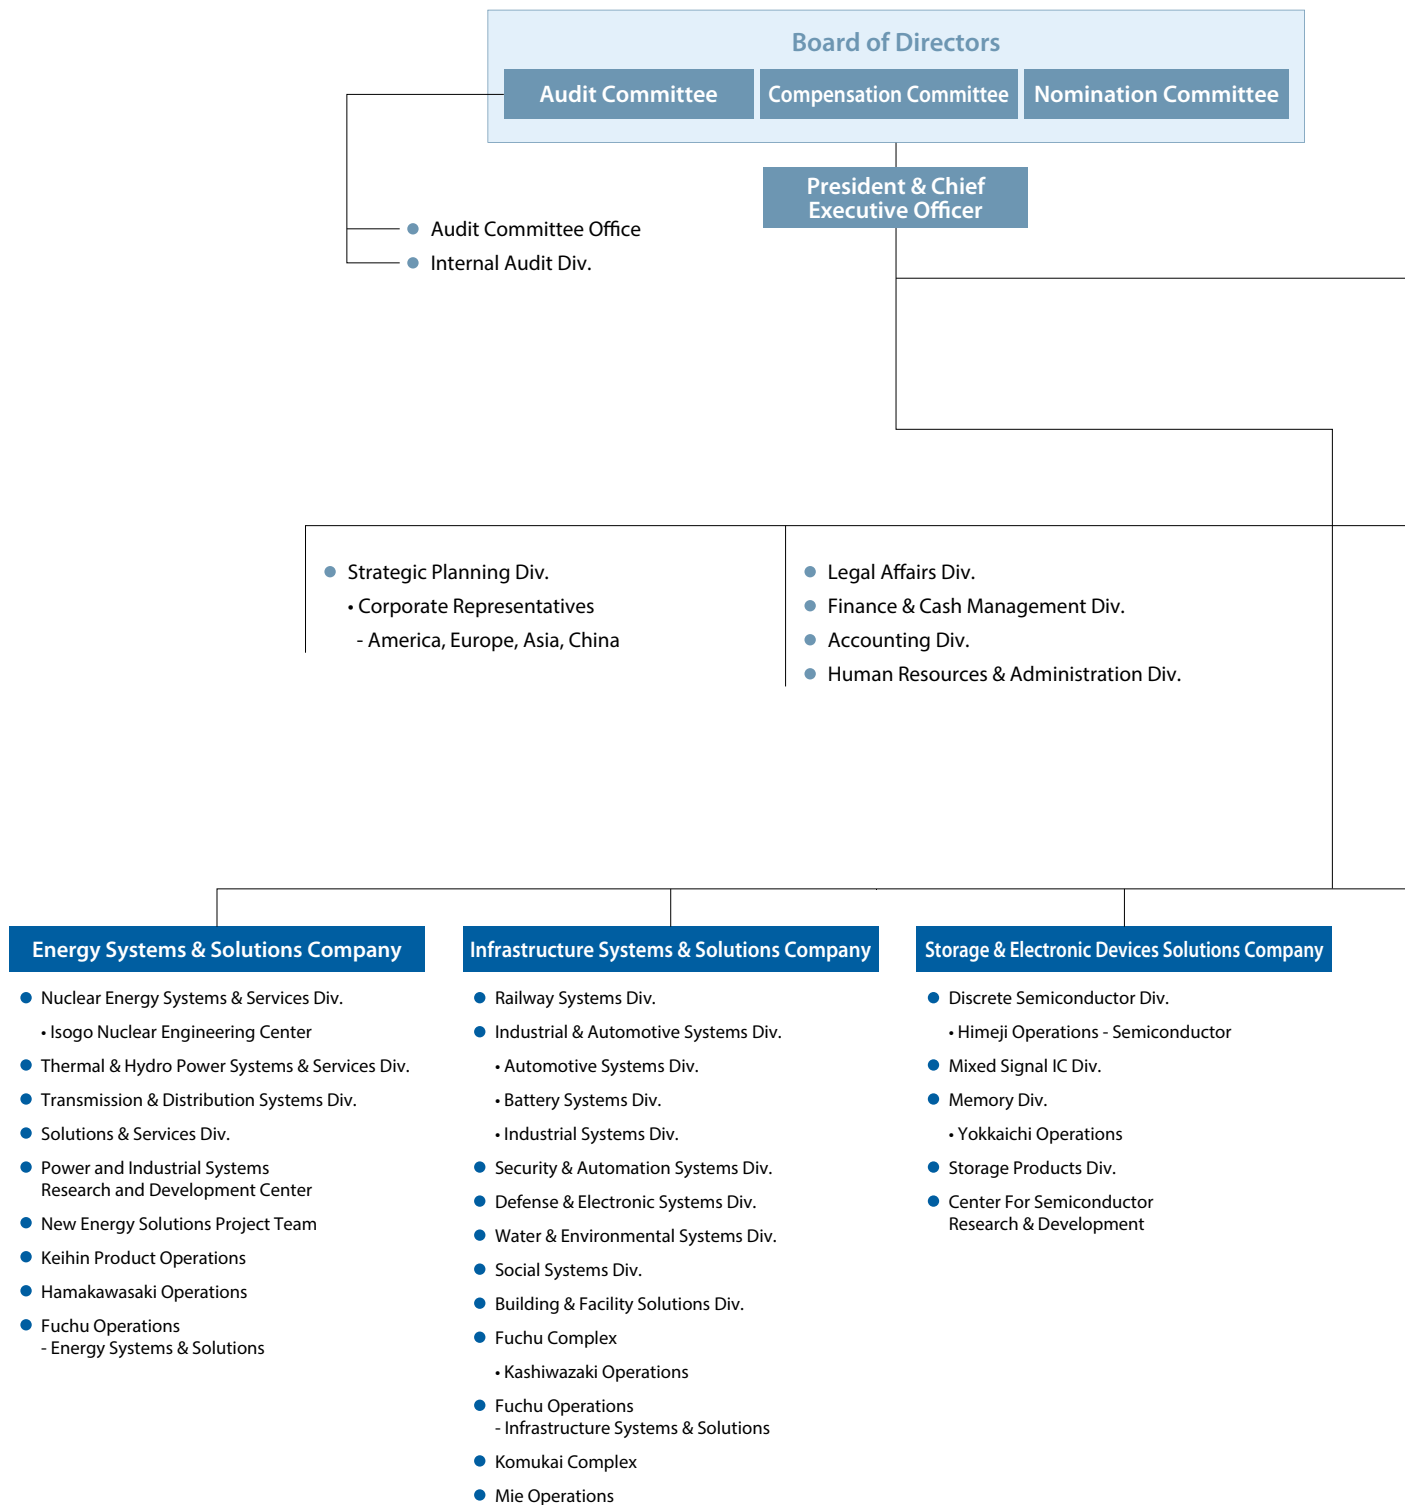 Board of Directors
Audit Committee
Compensation Committee
Nomination Committee
President & Chief
Executive Officer
● Audit Committee Office
● Internal Audit Div.
● Strategic Planning Div.
• Corporate Representatives
- America, Europe, Asia, China
● Legal Affairs Div.
● Finance & Cash Management Div.
● Accounting Div.
● Human Resources & Administration Div.
Energy Systems & Solutions Company
● Nuclear Energy Systems & Services Div.
• Isogo Nuclear Engineering Center
● Thermal & Hydro Power Systems & Services Div.
● Transmission & Distribution Systems Div.
● Solutions & Services Div.
● Power and Industrial Systems
Research and Development Center
● New Energy Solutions Project Team
● Keihin Product Operations
● Hamakawasaki Operations
● Fuchu Operations
- Energy Systems & Solutions
Infrastructure Systems & Solutions Company
● Railway Systems Div.
● Industrial & Automotive Systems Div.
• Automotive Systems Div.
• Battery Systems Div.
• Industrial Systems Div.
● Security & Automation Systems Div.
● Defense & Electronic Systems Div.
● Water & Environmental Systems Div.
● Social Systems Div.
● Building & Facility Solutions Div.
● Fuchu Complex
• Kashiwazaki Operations
● Fuchu Operations
- Infrastructure Systems & Solutions
● Komukai Complex
● Mie Operations
Storage & Electronic Devices Solutions Company
● Discrete Semiconductor Div.
• Himeji Operations - Semiconductor
● Mixed Signal IC Div.
● Memory Div.
• Yokkaichi Operations
● Storage Products Div.
● Center For Semiconductor
Research & Development